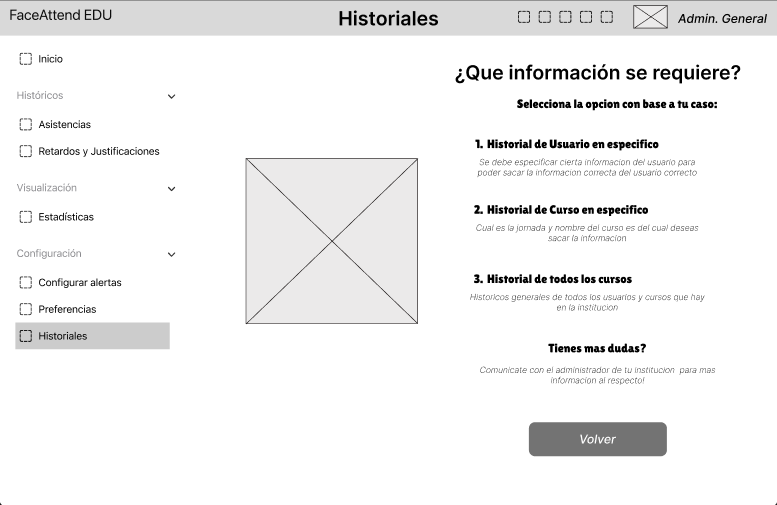 FaceAttend EDU
Historiales
Admin. General
Inicio
Históricos
Asistencias
Retardos y Justificaciones
Visualización
Estadísticas
Configuración
Configurar alertas
Preferencias
Historiales
¿Que información se requiere?
Selecciona la opcion con base a tu caso:
1. Historial de Usuario en especifico
Se debe especificar cierta informacion del usuario para
poder sacar la informacion correcta del usuario correcto
2. Historial de Curso en especifico
Cual es la jornada y nombre del curso es del cual deseas
sacar la informacion
3. Historial de todos los cursos
Historicos generales de todos los usuarios y cursos que hay
en la institucion
Tienes mas dudas?
Comunicate con el administrador de tu institucion para mas
informacion al respecto!
Volver